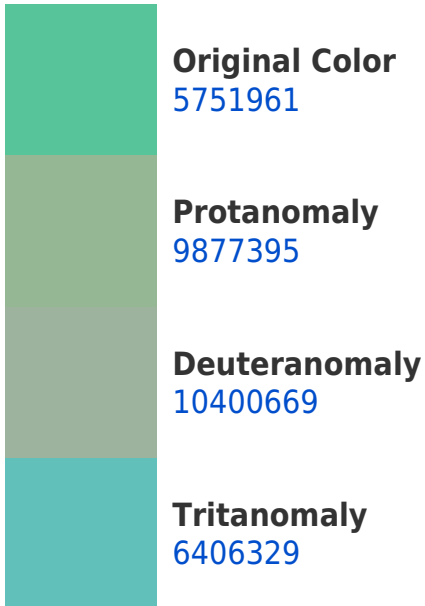 Original Color
5751961
Protanomaly
9877395
Deuteranomaly
10400669
Tritanomaly
6406329